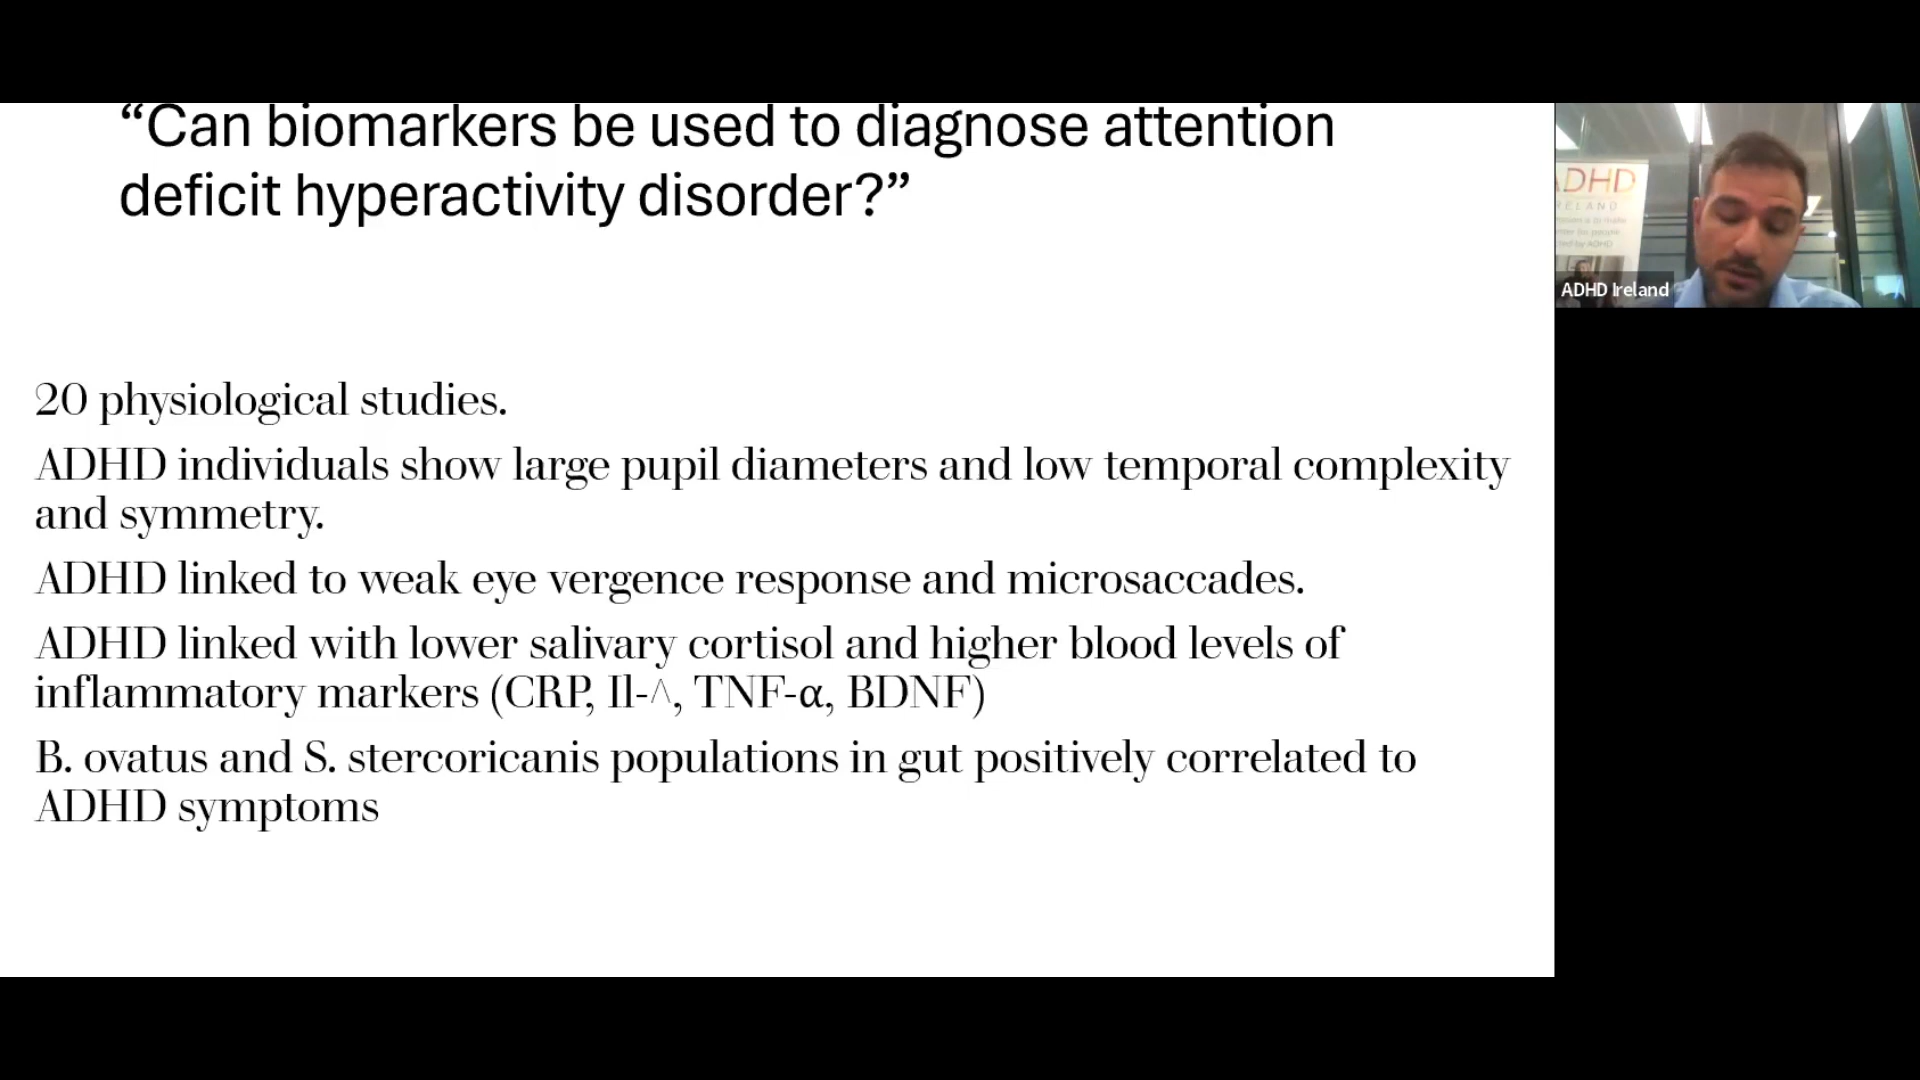 “Can biomarkers be used to diagnose attention
deficit hyperactivity disorder?”
20 physiological studies.
ADHD individuals show large pupil diameters and low temporal complexity
and symmetry.
ADHD linked to weak eye vergence response and microsaccades.
ADHD linked with lower salivary cortisol and higher blood levels of
inflammatory markers (CRP, Il-^, TNF-α, BDNF)
B. ovatus and S. stercoricanis populations in gut positively correlated to
ADHD symptoms
ADHD
ADHD Ireland